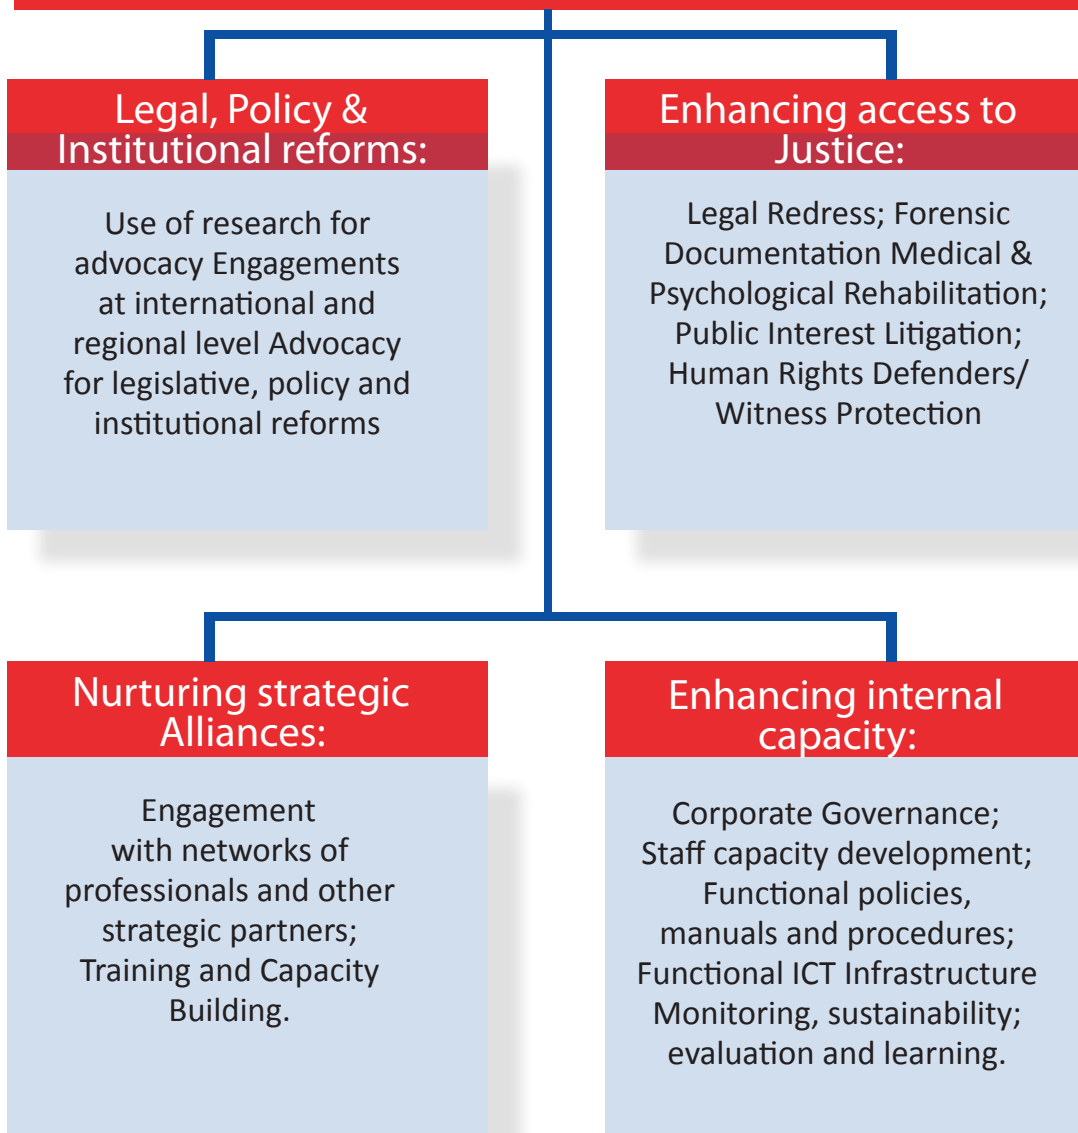 Legal, Policy &
Institutional reforms:
Use of research for
advocacy Engagements
at international and
regional level Advocacy
for legislative, policy and
institutional reforms
Enhancing access to
Justice:
Legal Redress; Forensic
Documentation Medical &
Psychological Rehabilitation;
Public Interest Litigation;
Human Rights Defenders/
Witness Protection
Nurturing strategic
Alliances:
Engagement
with networks of
professionals and other
strategic partners;
Training and Capacity
Building.
Enhancing internal
capacity:
Corporate Governance;
Staff capacity development;
Functional policies,
manuals and procedures;
Functional ICT Infrastructure
Monitoring, sustainability;
evaluation and learning.